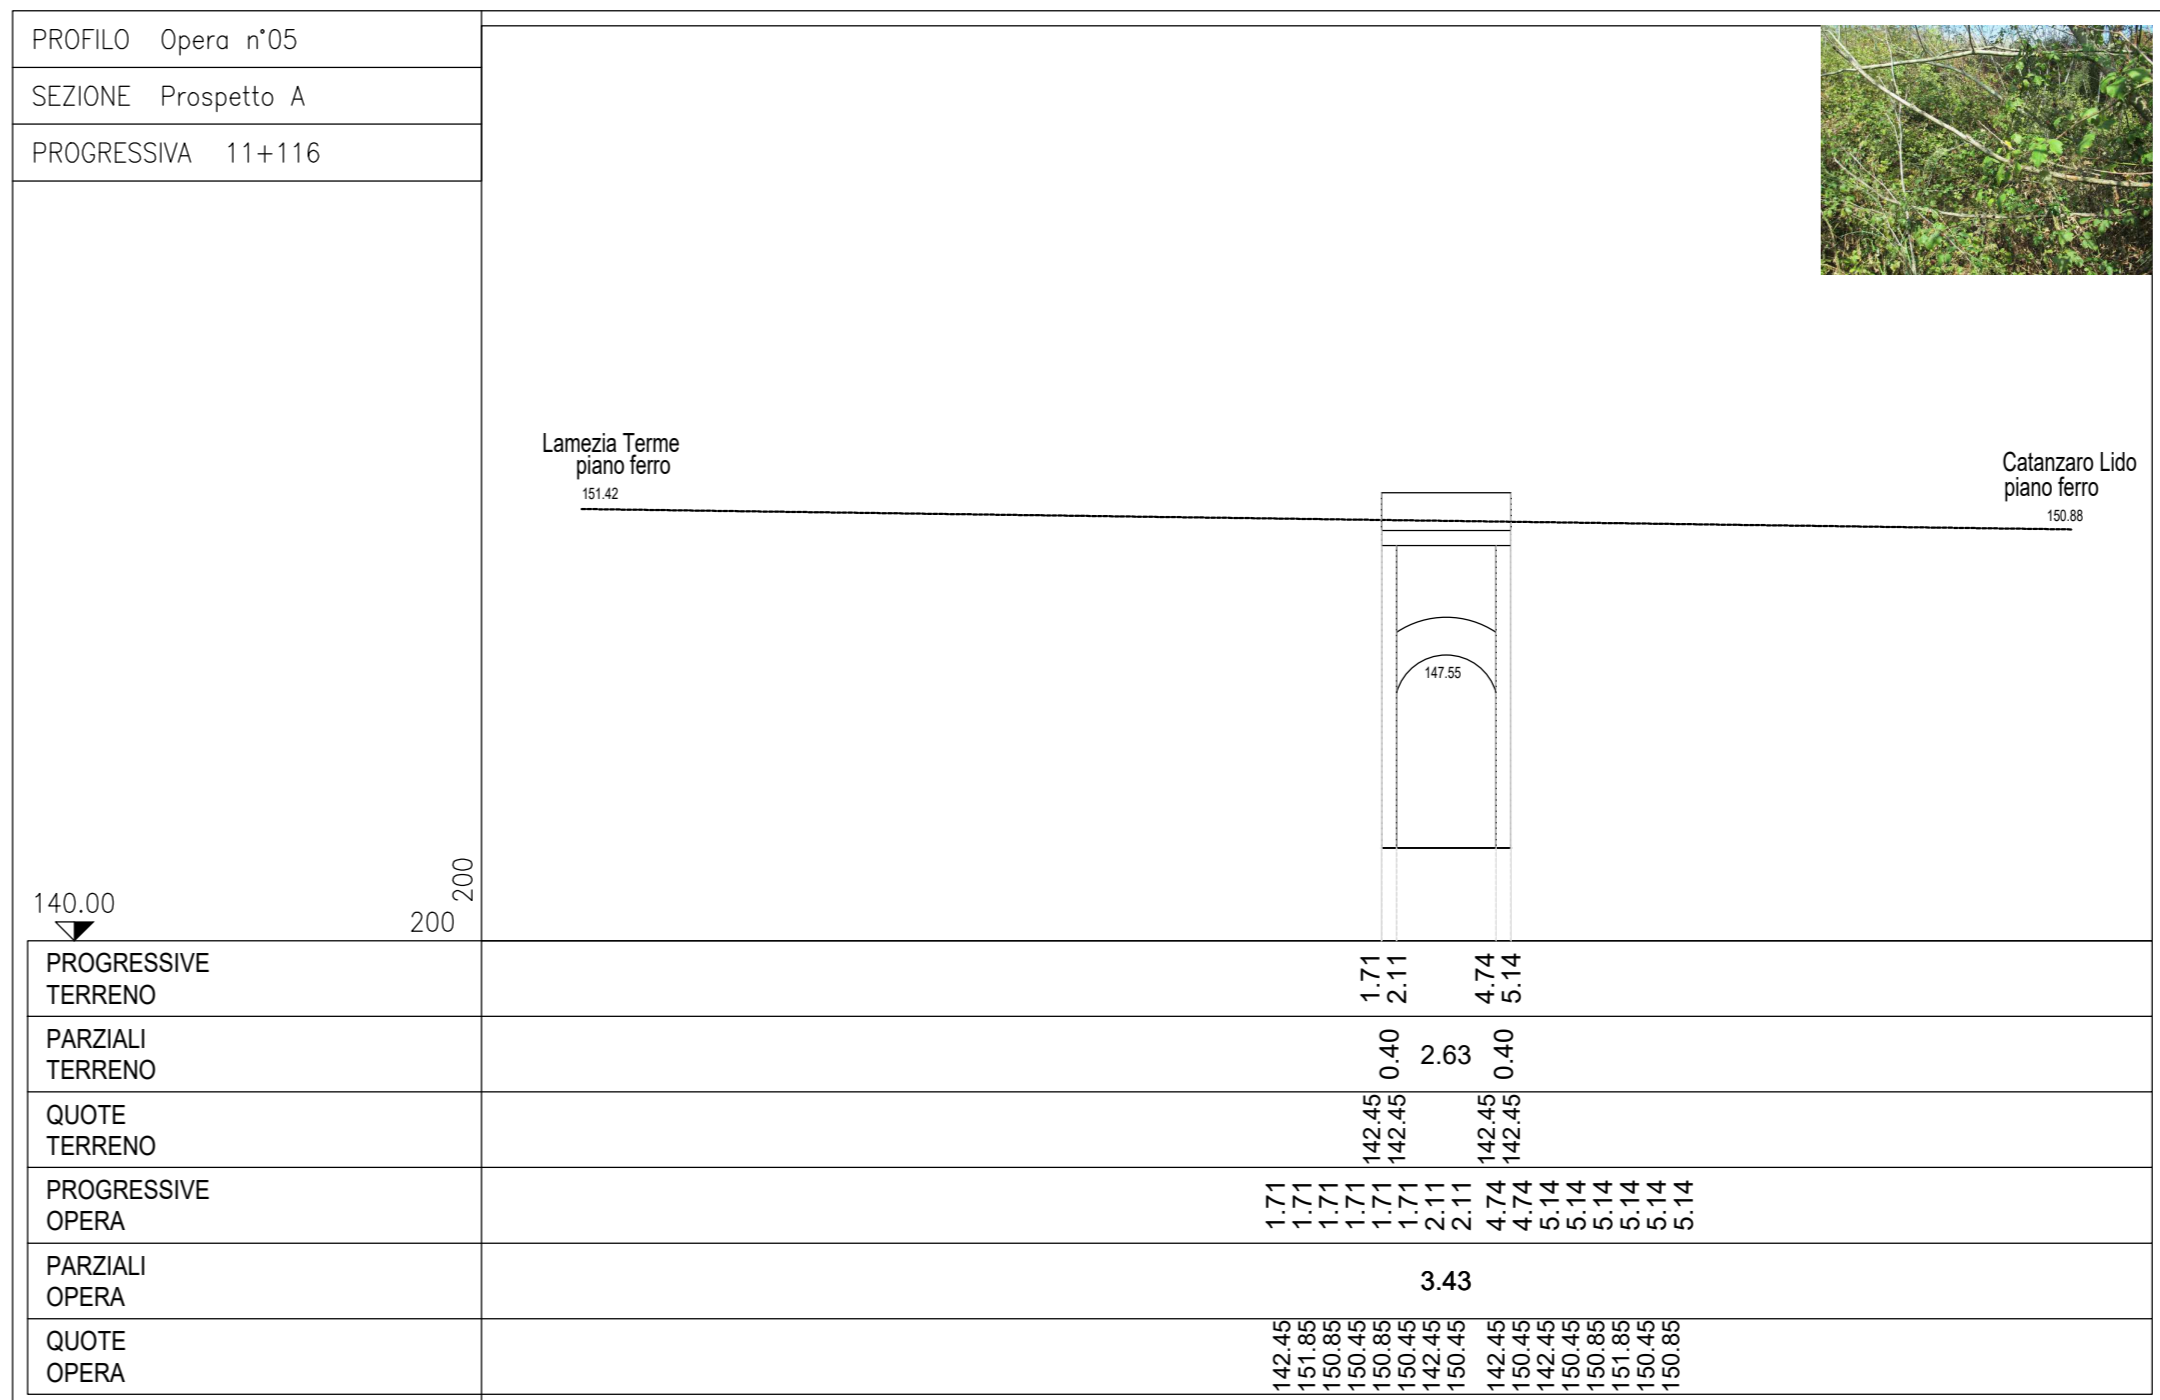 PROFILO Opera n°05
SEZIONE Prospetto A
PROGRESSIVA 11+116
Lamezia Terme
piano ferro
151.42
Catanzaro Lido
piano ferro
150.88
147.55
140.00
200
200
PROGRESSIVE
TERRENO
1.71 2.11 4.74 5.14
PARZIALI
TERRENO
0.40 2.63 0.40
QUOTE
TERRENO
142.45 142.45 142.45 142.45
PROGRESSIVE
OPERA
1.71 1.71 1.71 1.71 1.71 1.71 2.11 2.11 4.74 4.74 5.14 5.14 5.14 5.14 5.14 5.14
PARZIALI
OPERA
3.43
QUOTE
OPERA
142.45 151.85 150.85 150.45 150.85 150.45 142.45 150.45 142.45 150.45 142.45 150.45 150.85 151.85 150.45 150.85